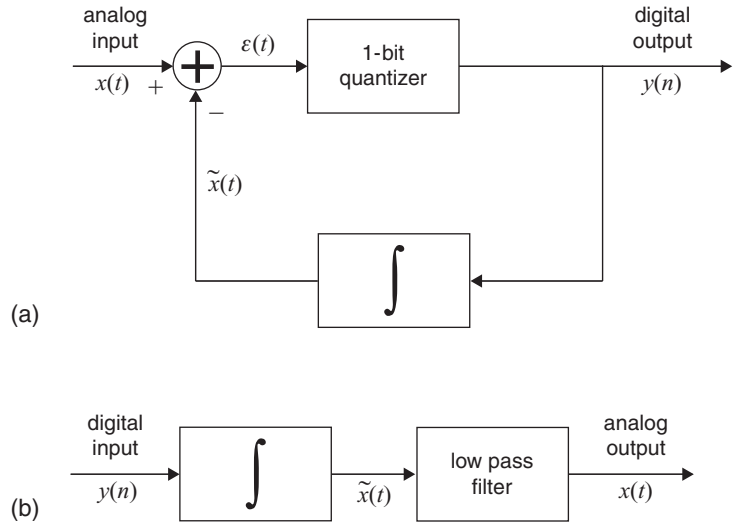 analog
input
x(t)
+
ε(t)
1-bit
quantizer
digital
output
y(n)
−
x̃(t)
∫
(a)
digital
input
y(n)
∫
x̃(t)
low pass
filter
analog
output
x(t)
(b)